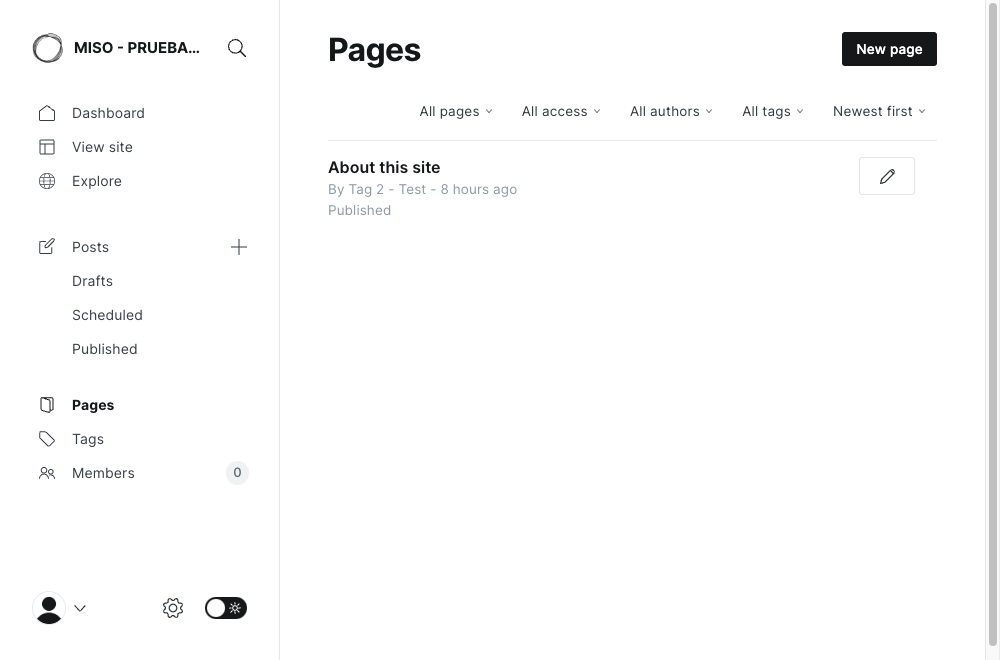 MISO - PRUEBA...
Dashboard
View site
Explore
Posts
Drafts
Scheduled
Published
Pages
Tags
Members 0
Pages
New page
All pages All access All authors All tags Newest first
About this site
By Tag 2 - Test - 8 hours ago
Published